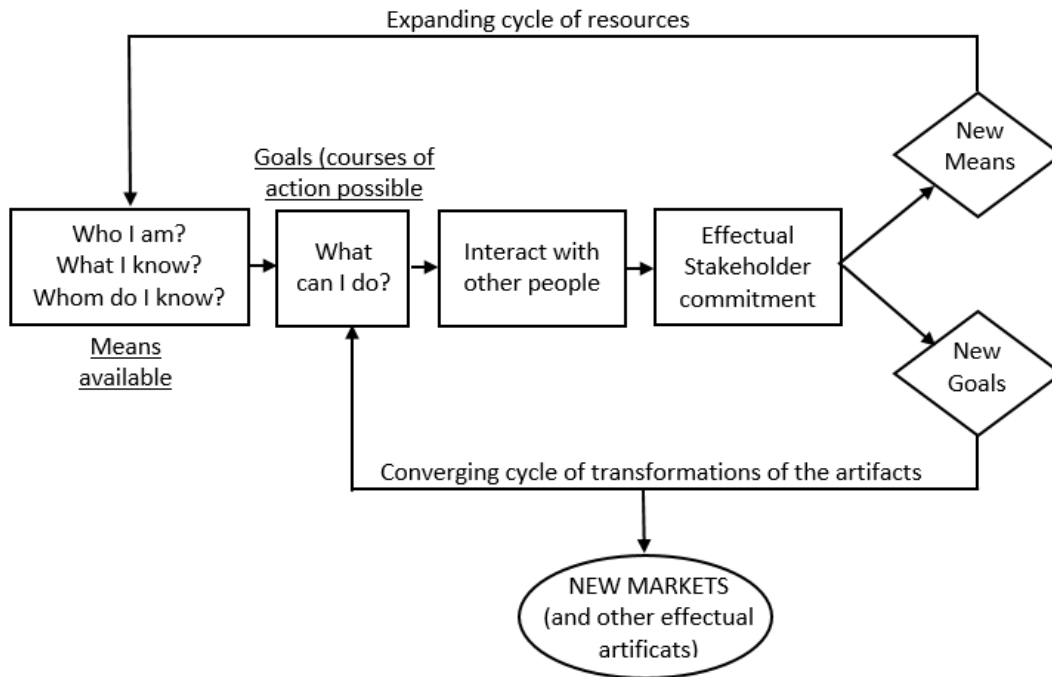 Expanding cycle of resources
New
Means
Goals (courses of
action possible
Who I am?
What I know?
Whom do I know?
What
can I do?
Interact with
other people
Effectual
Stakeholder
commitment
Means
available
New
Goals
Converging cycle of transformations of the artifacts
NEW MARKETS
(and other effectual
artificats)